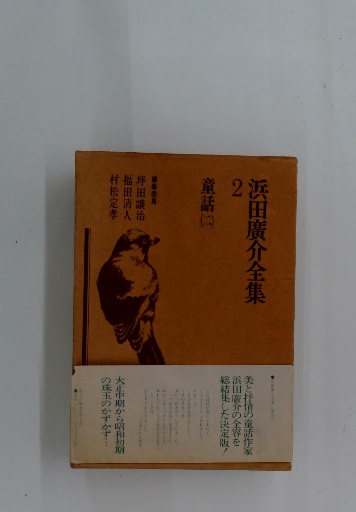 浜田廣介全集
2
童話(二)
編集委員
坪田譲治
福田清人
村松定孝
美と抒情の童話作家
浜田廣介の全容を
総結集した決定版!
大正中期から昭和初期
の珠玉のかずかず…